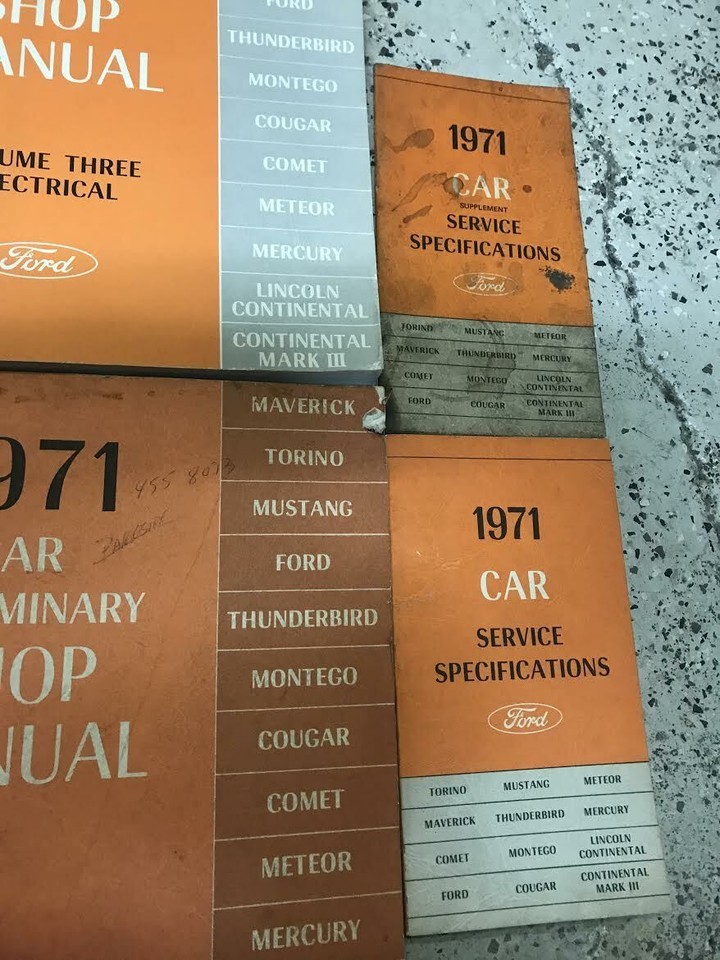 SHOP
ANUAL
UME THREE
ECTRICAL
Ford
FORD
THUNDERBIRD
MONTEGO
COUGAR
COMET
METEOR
MERCURY
LINCOLN
CONTINENTAL
CONTINENTAL
MARK III
1971
CAR
SUPPLEMENT
SERVICE
SPECIFICATIONS
Ford
TORINO MUSTANG METEOR
MAVERICK THUNDERBIRD MERCURY
COMET MONTEGO LINCOLN CONTINENTAL
FORD COUGAR CONTINENTAL MARK III
971
AR
MINARY
HOP
NUAL
MAVERICK
TORINO
MUSTANG
FORD
THUNDERBIRD
MONTEGO
COUGAR
COMET
METEOR
MERCURY
1971
CAR
SERVICE
SPECIFICATIONS
Ford
TORINO MUSTANG METEOR
MAVERICK THUNDERBIRD MERCURY
COMET MONTEGO LINCOLN CONTINENTAL
FORD COUGAR CONTINENTAL MARK III